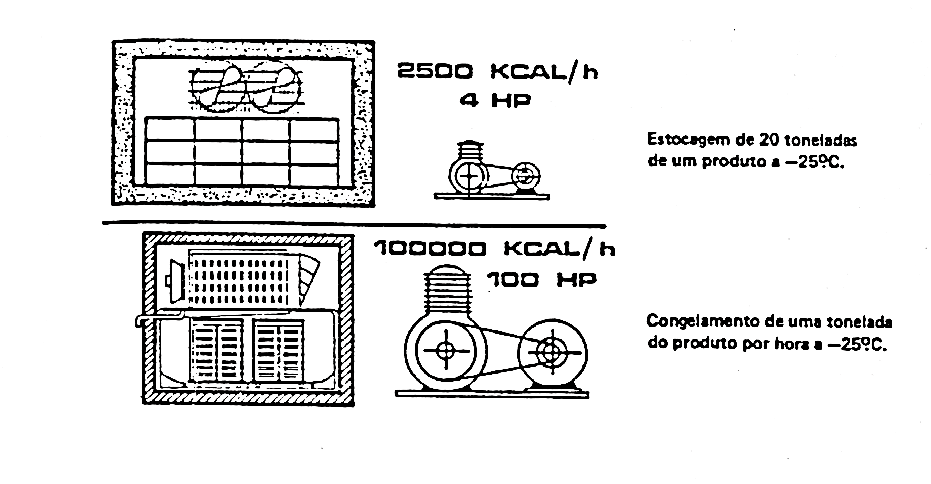 2500 KCAL/h
4 HP
Estocagem de 20 toneladas
de um produto a −25ºC.
100000 KCAL/h
100 HP
Congelamento de uma tonelada
do produto por hora a −25ºC.